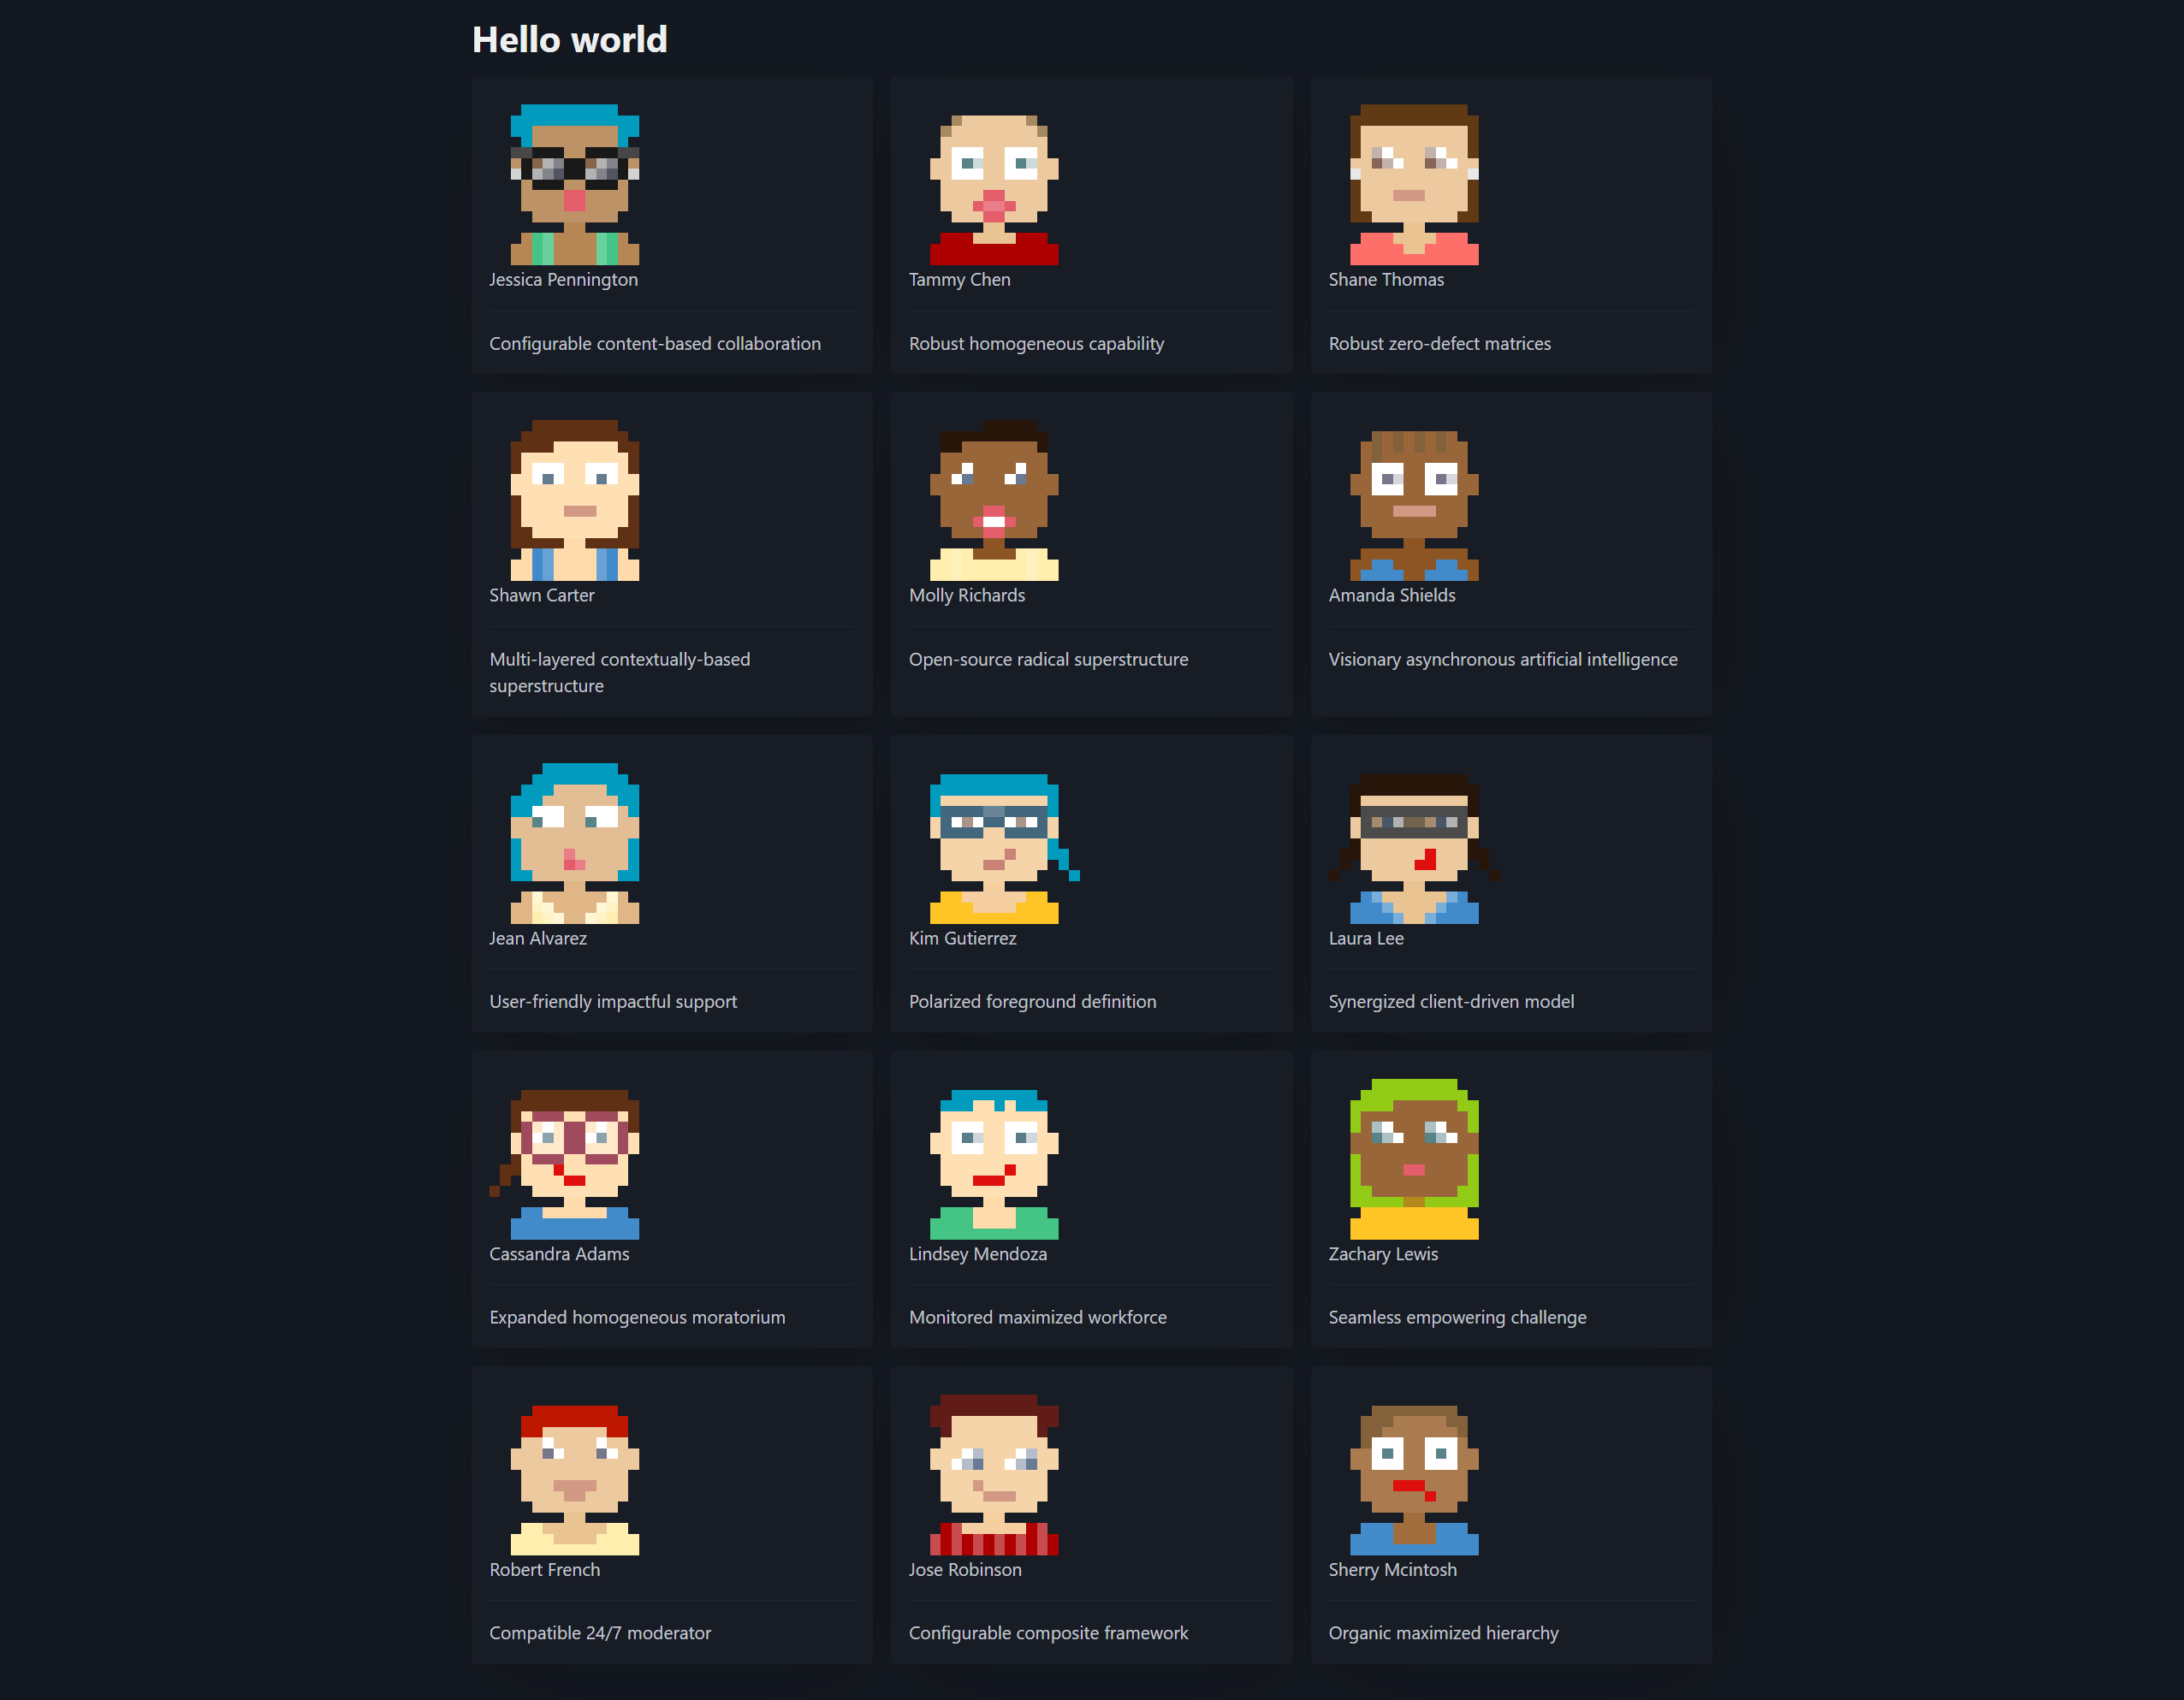 Hello world
Jessica Pennington
Configurable content-based collaboration
Tammy Chen
Robust homogeneous capability
Shane Thomas
Robust zero-defect matrices
Shawn Carter
Multi-layered contextually-based
superstructure
Molly Richards
Open-source radical superstructure
Amanda Shields
Visionary asynchronous artificial intelligence
Jean Alvarez
User-friendly impactful support
Kim Gutierrez
Polarized foreground definition
Laura Lee
Synergized client-driven model
Cassandra Adams
Expanded homogeneous moratorium
Lindsey Mendoza
Monitored maximized workforce
Zachary Lewis
Seamless empowering challenge
Robert French
Compatible 24/7 moderator
Jose Robinson
Configurable composite framework
Sherry Mcintosh
Organic maximized hierarchy